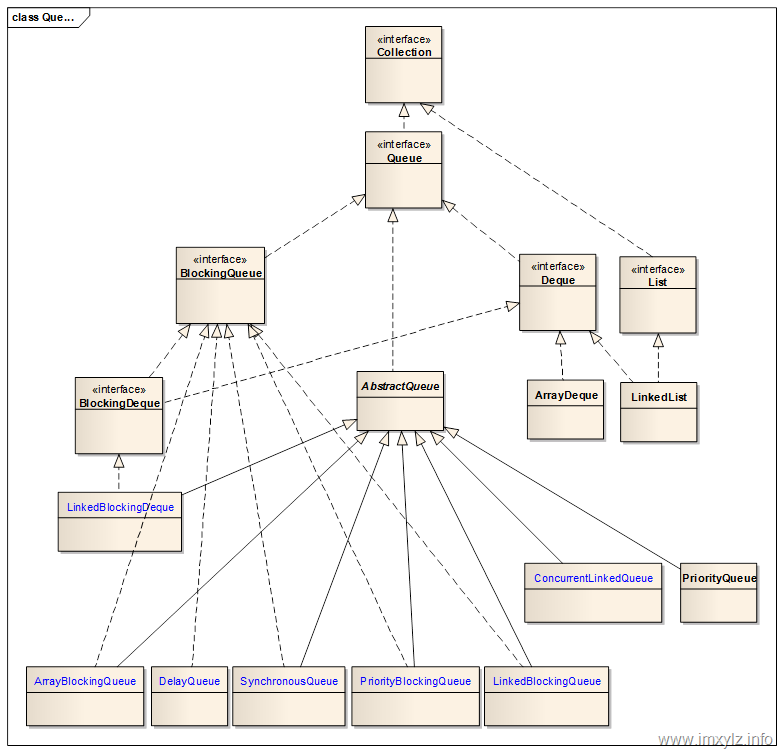 class Que...
«interface»
Collection
«interface»
Queue
«interface»
BlockingQueue
«interface»
Deque
«interface»
List
«interface»
BlockingDeque
AbstractQueue
ArrayDeque
LinkedList
LinkedBlockingDeque
ConcurrentLinkedQueue
PriorityQueue
ArrayBlockingQueue
DelayQueue
SynchronousQueue
PriorityBlockingQueue
LinkedBlockingQueue
www.imxylz.info